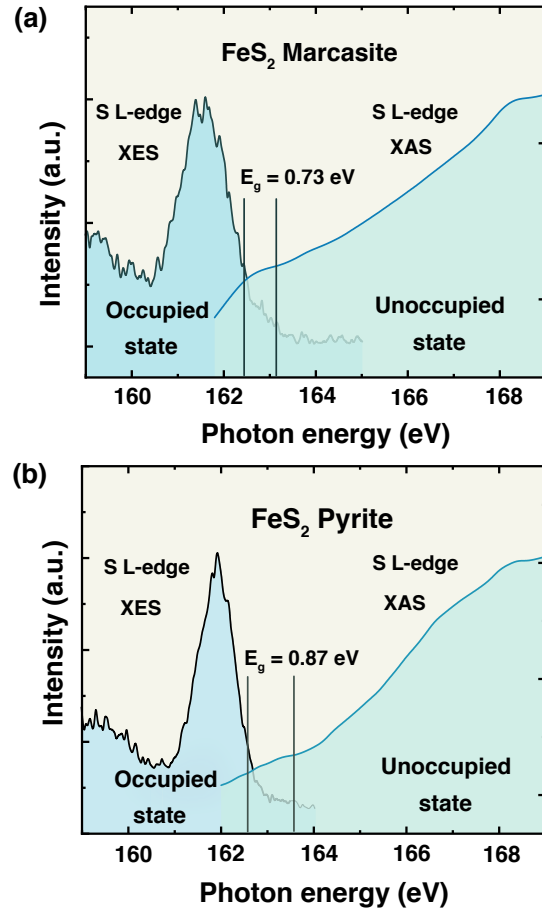 (a)
FeS₂ Marcasite
S L-edge
XES
S L-edge
XAS
E_g = 0.73 eV
Occupied
state
Unoccupied
state
Intensity (a.u.)
160 162 164 166 168
Photon energy (eV)
(b)
FeS₂ Pyrite
S L-edge
XES
S L-edge
XAS
E_g = 0.87 eV
Occupied
state
Unoccupied
state
Intensity (a.u.)
160 162 164 166 168
Photon energy (eV)